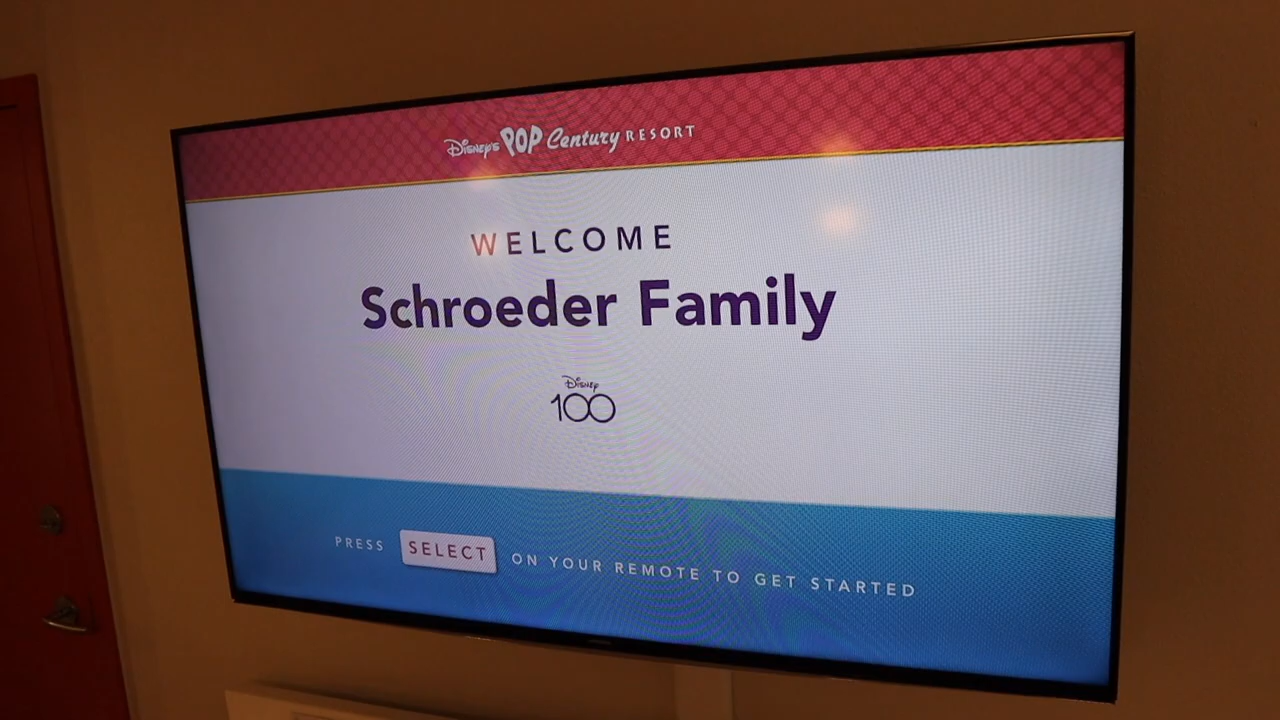 Disney's POP Century RESORT
WELCOME
Schroeder Family
Disney
100
PRESS SELECT ON YOUR REMOTE TO GET STARTED